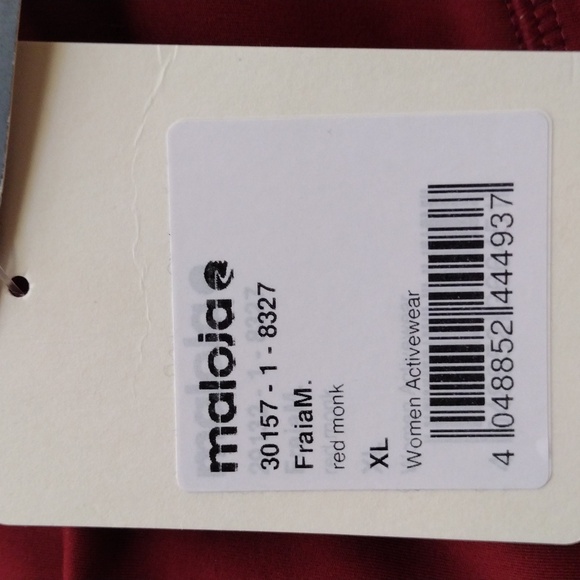 maloja
30157 - 1 - 8327
FraiaM.
red monk
XL
Women Activewear
4 048852 444937